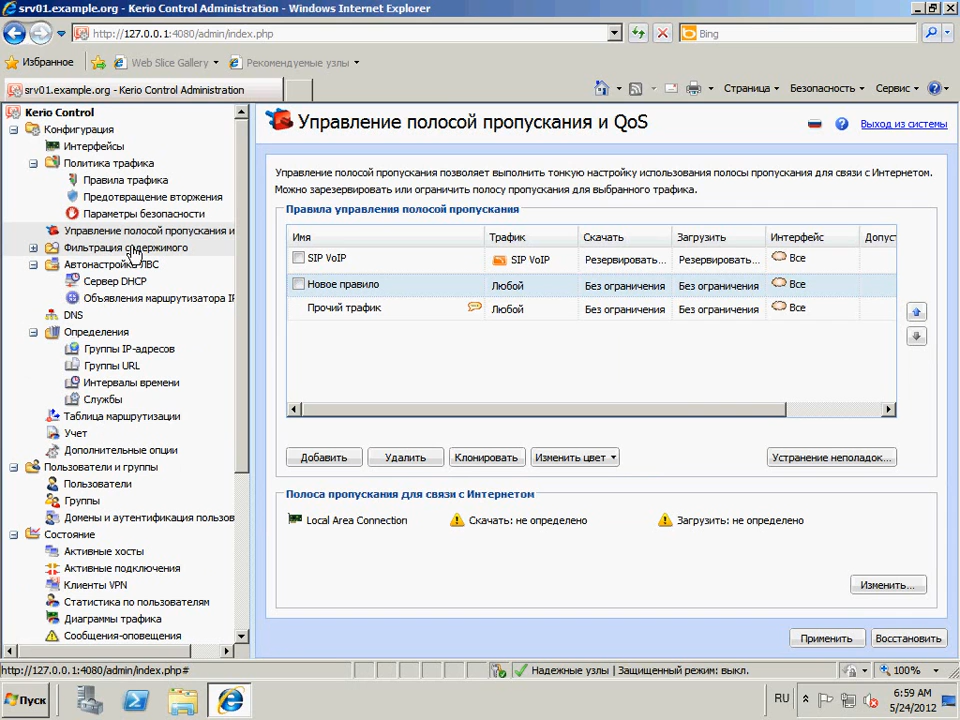 srv01.example.org - Kerio Control Administration - Windows Internet Explorer
http://127.0.0.1:4080/admin/index.php
Bing
Избранное
Web Slice Gallery
Рекомендуемые узлы
srv01.example.org - Kerio Control Administration
Страница
Безопасность
Сервис
Kerio Control
Конфигурация
Интерфейсы
Политика трафика
Правила трафика
Предотвращение вторжения
Параметры безопасности
Управление полосой пропускания и
Фильтрация содержимого
Автонастройка ЛВС
Сервер DHCP
Объявления маршрутизатора IP
DNS
Определения
Группы IP-адресов
Группы URL
Интервалы времени
Службы
Таблица маршрутизации
Учет
Дополнительные опции
Пользователи и группы
Пользователи
Группы
Домены и аутентификация пользов
Состояние
Активные хосты
Активные подключения
Клиенты VPN
Статистика по пользователям
Диаграммы трафика
Сообщения-оповещения
Управление полосой пропускания и QoS
Выход из системы
Управление полосой пропускания позволяет выполнить тонкую настройку использования полосы пропускания для связи с Интернетом.
Можно зарезервировать или ограничить полосу пропускания для выбранного трафика.
Правила управления полосой пропускания
Имя Трафик Скачать Загрузить Интерфейс Допуст
SIP VoIP SIP VoIP Резервировать... Резервировать... Все
Новое правило Любой Без ограничения Без ограничения Все
Прочий трафик Любой Без ограничения Без ограничения Все
Добавить Удалить Клонировать Изменить цвет Устранение неполадок...
Полоса пропускания для связи с Интернетом
Local Area Connection Скачать: не определено Загрузить: не определено
Изменить...
Применить Восстановить
http://127.0.0.1:4080/admin/index.php#
Надежные узлы | Защищенный режим: выкл.
100%
Пуск
RU
6:59 AM
5/24/2012